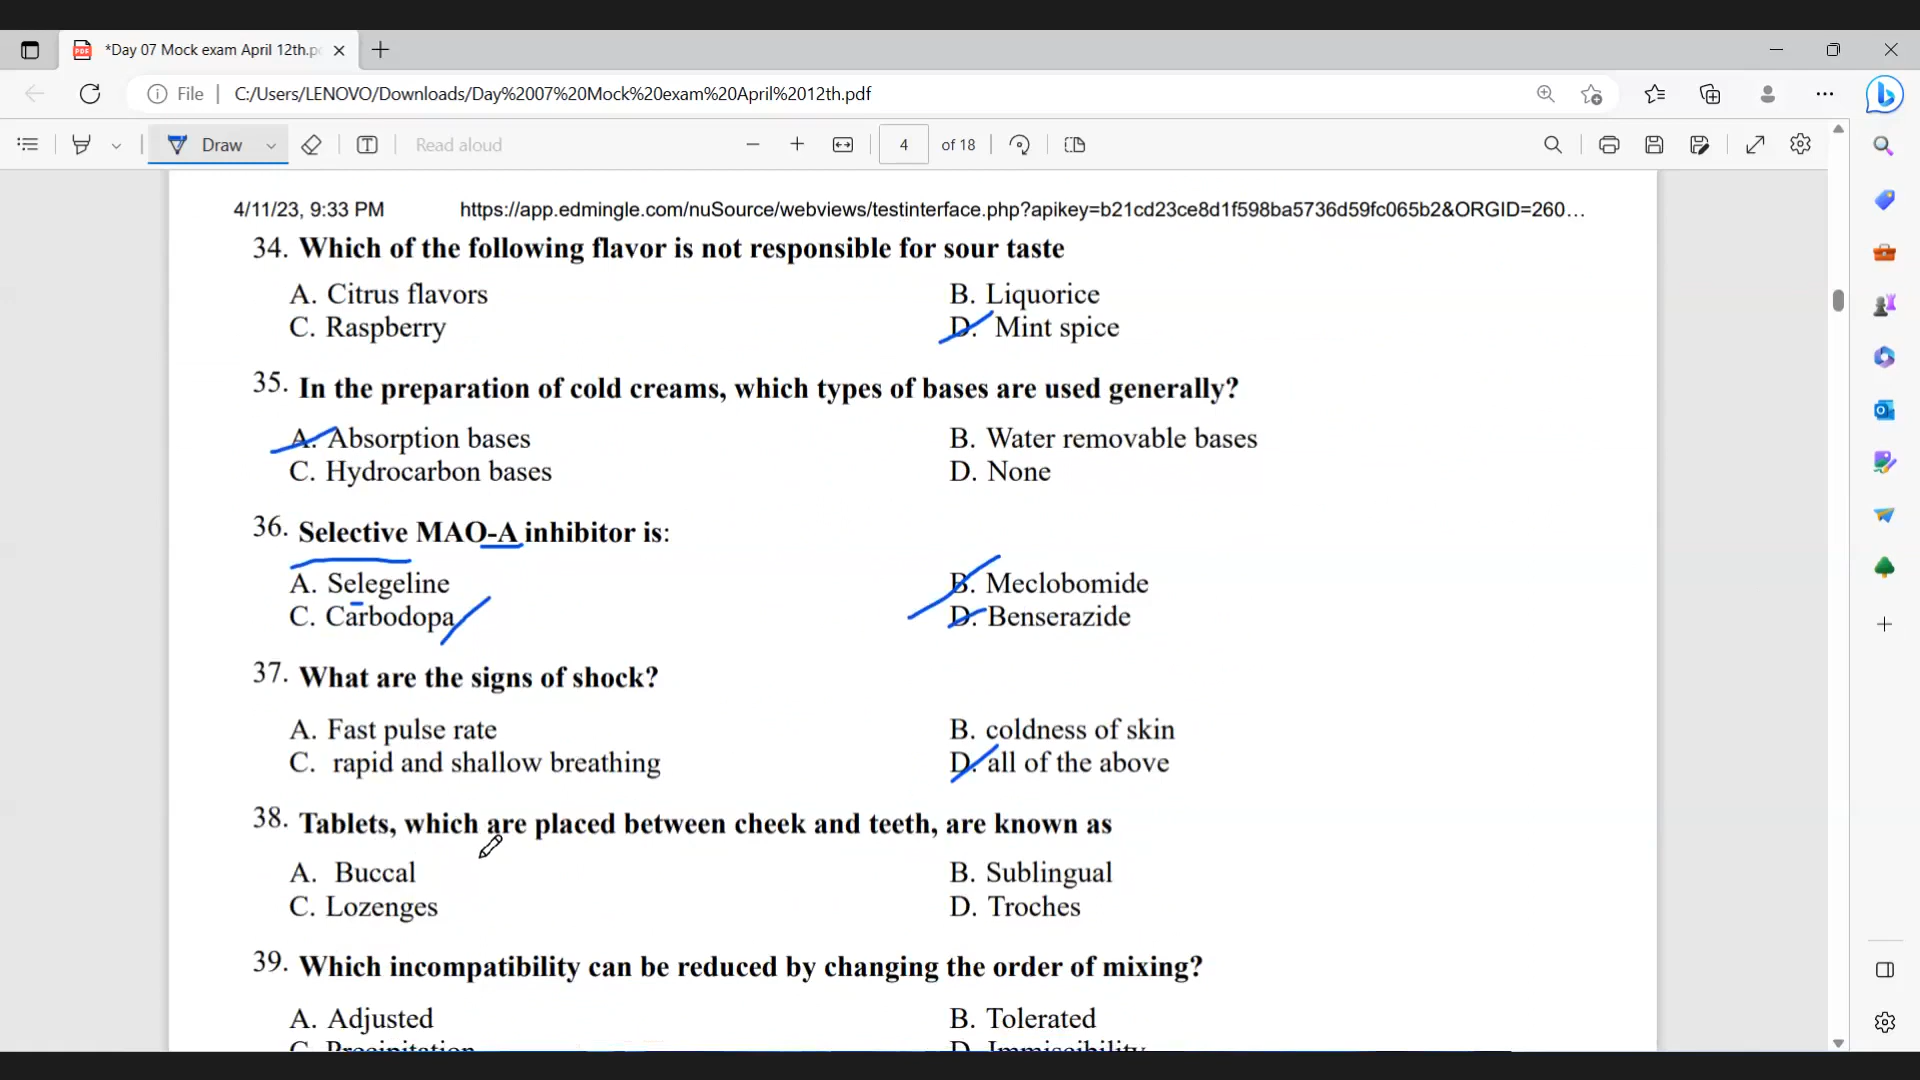 *Day 07 Mock exam April 12th.p
File
C:/Users/LENOVO/Downloads/Day%2007%20Mock%20exam%20April%2012th.pdf
Draw
Read aloud
4 of 18
4/11/23, 9:33 PM https://app.edmingle.com/nuSource/webviews/testinterface.php?apikey=b21cd23ce8d1f598ba5736d59fc065b2&ORGID=260…
34. Which of the following flavor is not responsible for sour taste
A. Citrus flavors B. Liquorice
C. Raspberry D. Mint spice
35. In the preparation of cold creams, which types of bases are used generally?
A. Absorption bases B. Water removable bases
C. Hydrocarbon bases D. None
36. Selective MAO-A inhibitor is:
A. Selegeline B. Meclobomide
C. Carbodopa D. Benserazide
37. What are the signs of shock?
A. Fast pulse rate B. coldness of skin
C. rapid and shallow breathing D. all of the above
38. Tablets, which are placed between cheek and teeth, are known as
A. Buccal B. Sublingual
C. Lozenges D. Troches
39. Which incompatibility can be reduced by changing the order of mixing?
A. Adjusted B. Tolerated
C. Precipitation D. Immiscibility